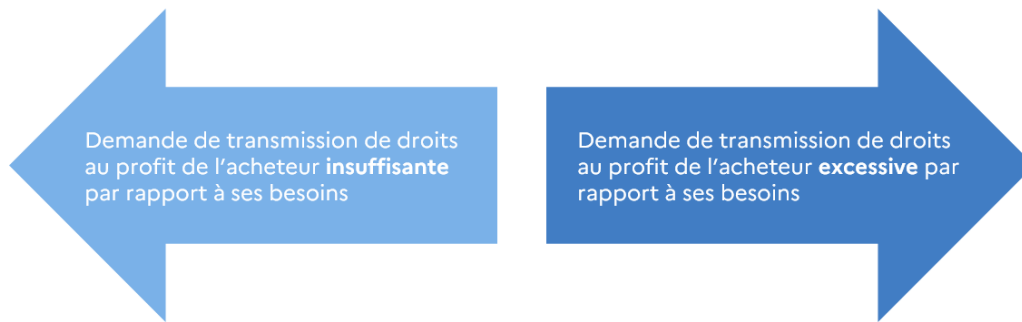 Demande de transmission de droits
au profit de l'acheteur insuffisante
par rapport à ses besoins
Demande de transmission de droits
au profit de l'acheteur excessive par
rapport à ses besoins